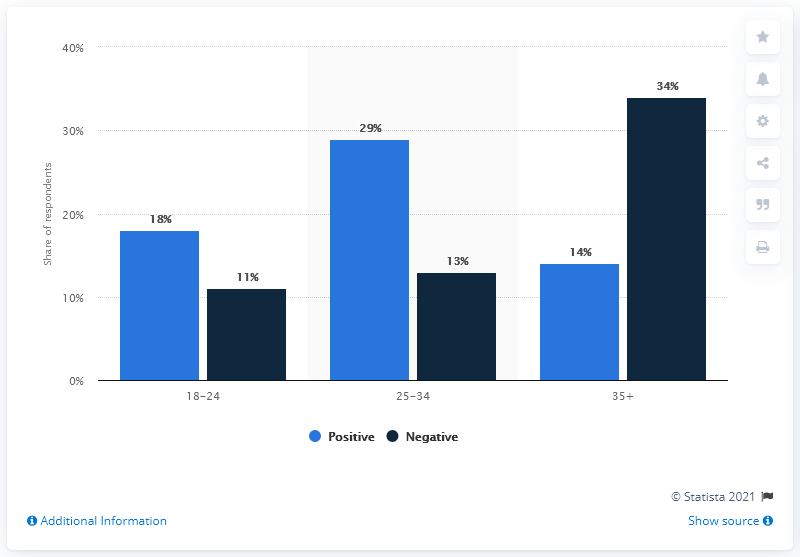 40%
34%
30%
29%
Share of respondents
20%
18%
14%
13%
11%
10%
0%
18-24
25-34
35+
Positive
Negative
© Statista 2021
Additional Information
Show source